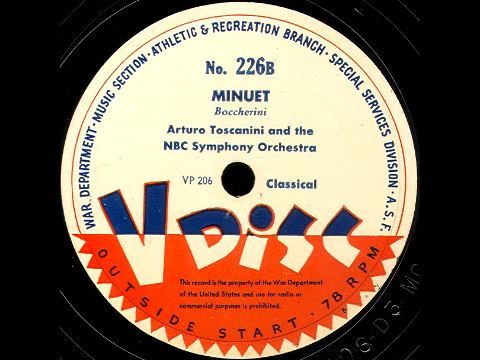 WAR DEPARTMENT · MUSIC SECTION · ATHLETIC & RECREATION BRANCH · SPECIAL SERVICES DIVISION · A.S.F.
No. 226B
MINUET
Boccherini
Arturo Toscanini and the
NBC Symphony Orchestra
VP 206 Classical
V DiSC
This record is the property of the War Department
of the United States and use for radio or
commercial purposes is prohibited.
OUTSIDE START · 78 RPM